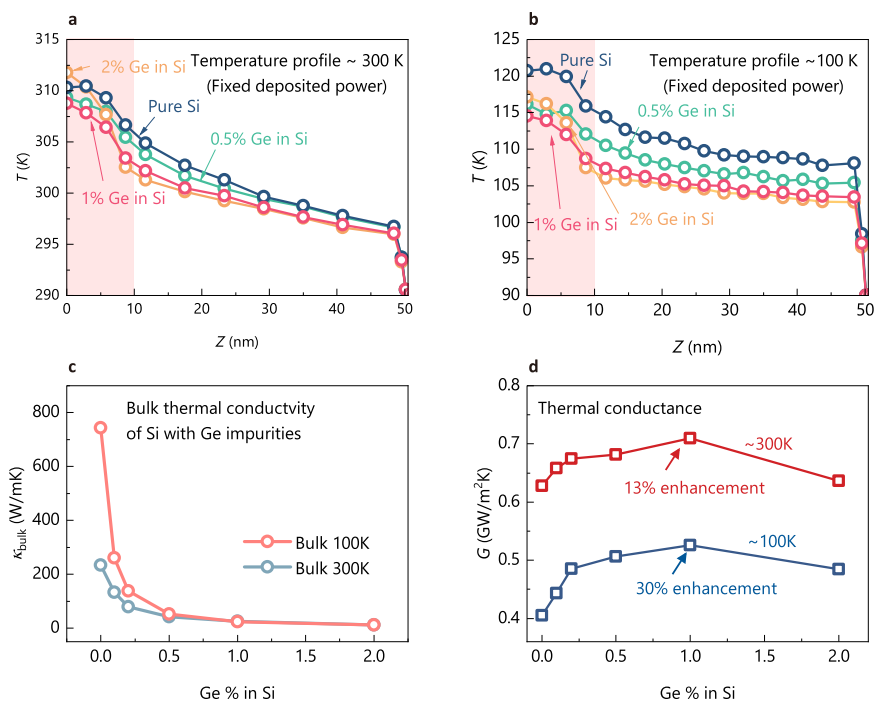 a
315
310
305
300
295
290
T (K)
2% Ge in Si
Temperature profile ~ 300 K
(Fixed deposited power)
Pure Si
0.5% Ge in Si
1% Ge in Si
0
10
20
30
40
50
Z (nm)
b
125
120
115
110
105
100
95
90
T (K)
Pure Si
Temperature profile ~100 K
(Fixed deposited power)
0.5% Ge in Si
1% Ge in Si
2% Ge in Si
0
10
20
30
40
50
Z (nm)
c
800
600
400
200
0
κbulk (W/mK)
Bulk thermal conductvity
of Si with Ge impurities
Bulk 100K
Bulk 300K
0.0
0.5
1.0
1.5
2.0
Ge % in Si
d
0.8
0.7
0.6
0.5
0.4
G (GW/m²K)
Thermal conductance
~300K
13% enhancement
~100K
30% enhancement
0.0
0.5
1.0
1.5
2.0
Ge % in Si